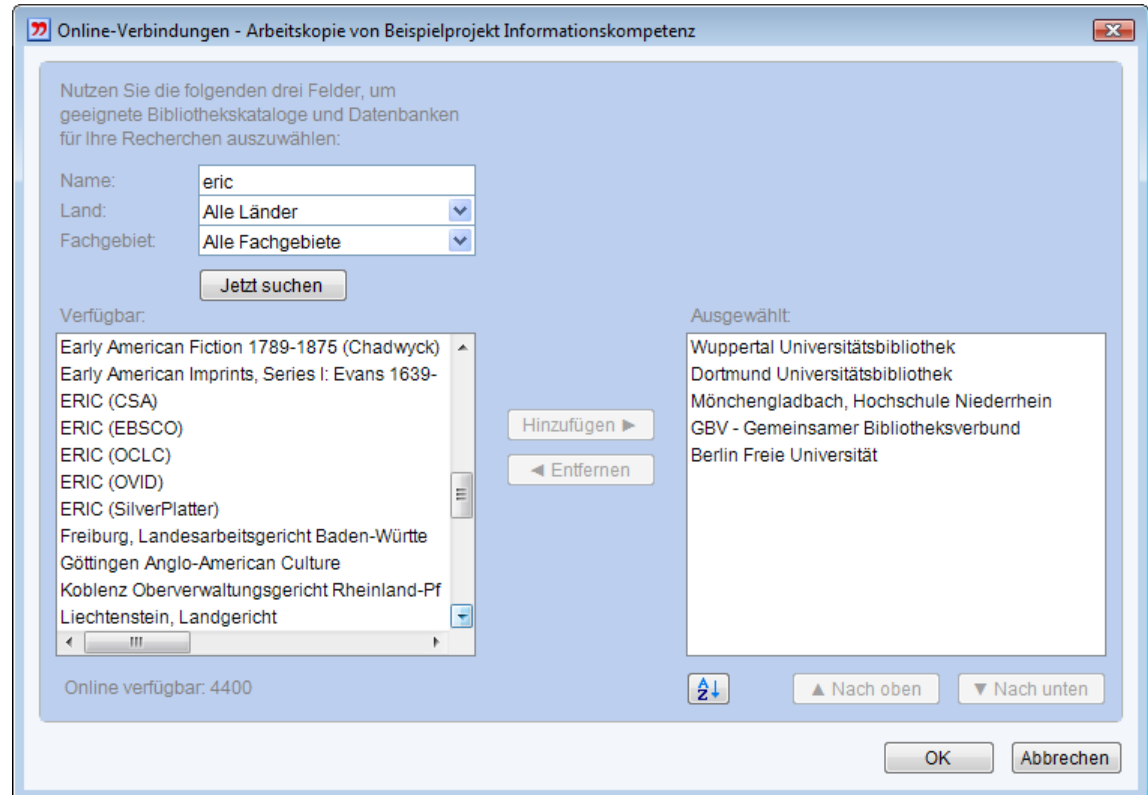 Online-Verbindungen - Arbeitskopie von Beispielprojekt Informationskompetenz
Nutzen Sie die folgenden drei Felder, um
geeignete Bibliothekskataloge und Datenbanken
für Ihre Recherchen auszuwählen:
Name: eric
Land: Alle Länder
Fachgebiet: Alle Fachgebiete
Jetzt suchen
Verfügbar:
Early American Fiction 1789-1875 (Chadwyck)
Early American Imprints, Series I: Evans 1639-
ERIC (CSA)
ERIC (EBSCO)
ERIC (OCLC)
ERIC (OVID)
ERIC (SilverPlatter)
Freiburg, Landesarbeitsgericht Baden-Württe
Göttingen Anglo-American Culture
Koblenz Oberverwaltungsgericht Rheinland-Pf
Liechtenstein, Landgericht
Online verfügbar: 4400
Hinzufügen ►
◄ Entfernen
Ausgewählt:
Wuppertal Universitätsbibliothek
Dortmund Universitätsbibliothek
Mönchengladbach, Hochschule Niederrhein
GBV - Gemeinsamer Bibliotheksverbund
Berlin Freie Universität
AZ↓
▲ Nach oben
▼ Nach unten
OK
Abbrechen